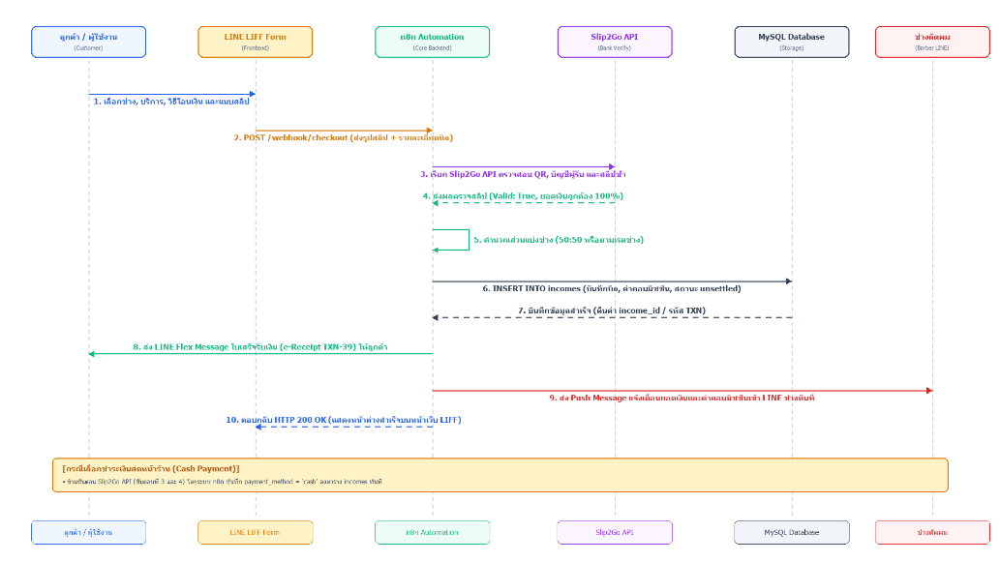 ลูกค้า / ผู้ใช้งาน
(Customer)
LINE LIFF Form
(Frontend)
n8n Automation
(Core Backend)
Slip2Go API
(Bank Verify)
MySQL Database
(Storage)
ช่างตัดผม
(Barber LINE)
1. เลือกช่าง, บริการ, วิธีโอนเงิน และแนบสลิป
2. POST /webhook/checkout (ส่งรูปสลิป + รายละเอียดบิล)
3. เรียก Slip2Go API ตรวจสอบ QR, บัญชีผู้รับ และสลิปซ้ำ
4. ส่งผลตรวจสลิป (Valid: True, ยอดเงินถูกต้อง 100%)
5. คำนวณส่วนแบ่งช่าง (50:50 หรือตามเรตช่าง)
6. INSERT INTO incomes (บันทึกบิล, ค่าคอมมิชชัน, สถานะ unsettled)
7. บันทึกข้อมูลสำเร็จ (คืนค่า income_id / รหัส TXN)
8. ส่ง LINE Flex Message ใบเสร็จรับเงิน (e-Receipt TXN-39) ให้ลูกค้า
9. ส่ง Push Message แจ้งเตือนยอดเงินและค่าคอมมิชชันเข้า LINE ช่างทันที
10. ตอบกลับ HTTP 200 OK (แสดงหน้าต่างสำเร็จบนหน้าเว็บ LIFF)
[กรณีเลือกชำระเงินสดหน้าร้าน (Cash Payment)]
• ข้ามขั้นตอน Slip2Go API (ขั้นตอนที่ 3 และ 4) โดยระบบ n8n บันทึก payment_method = 'cash' ลงตาราง incomes ทันที
ลูกค้า / ผู้ใช้งาน
LINE LIFF Form
n8n Automation
Slip2Go API
MySQL Database
ช่างตัดผม